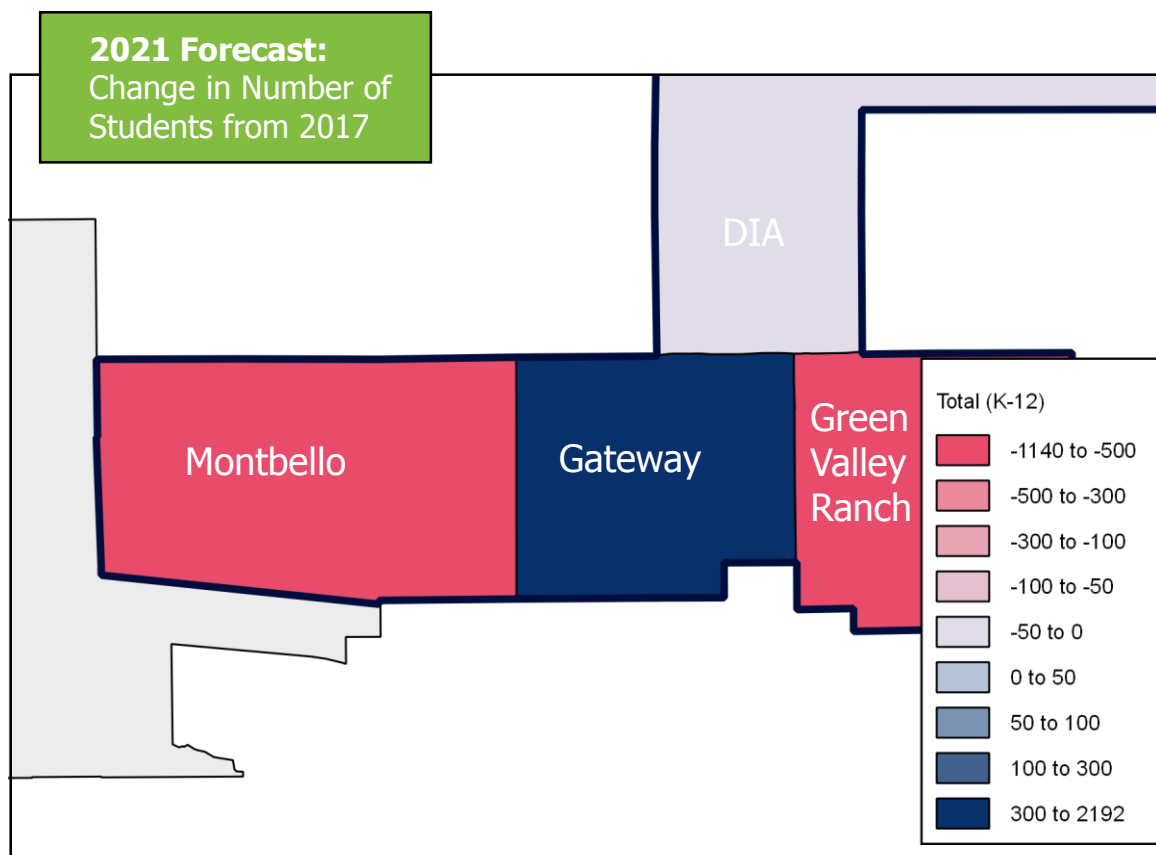 2021 Forecast:
Change in Number of
Students from 2017
DIA
Montbello
Gateway
Green
Valley
Ranch
Total (K-12)
-1140 to -500
-500 to -300
-300 to -100
-100 to -50
-50 to 0
0 to 50
50 to 100
100 to 300
300 to 2192